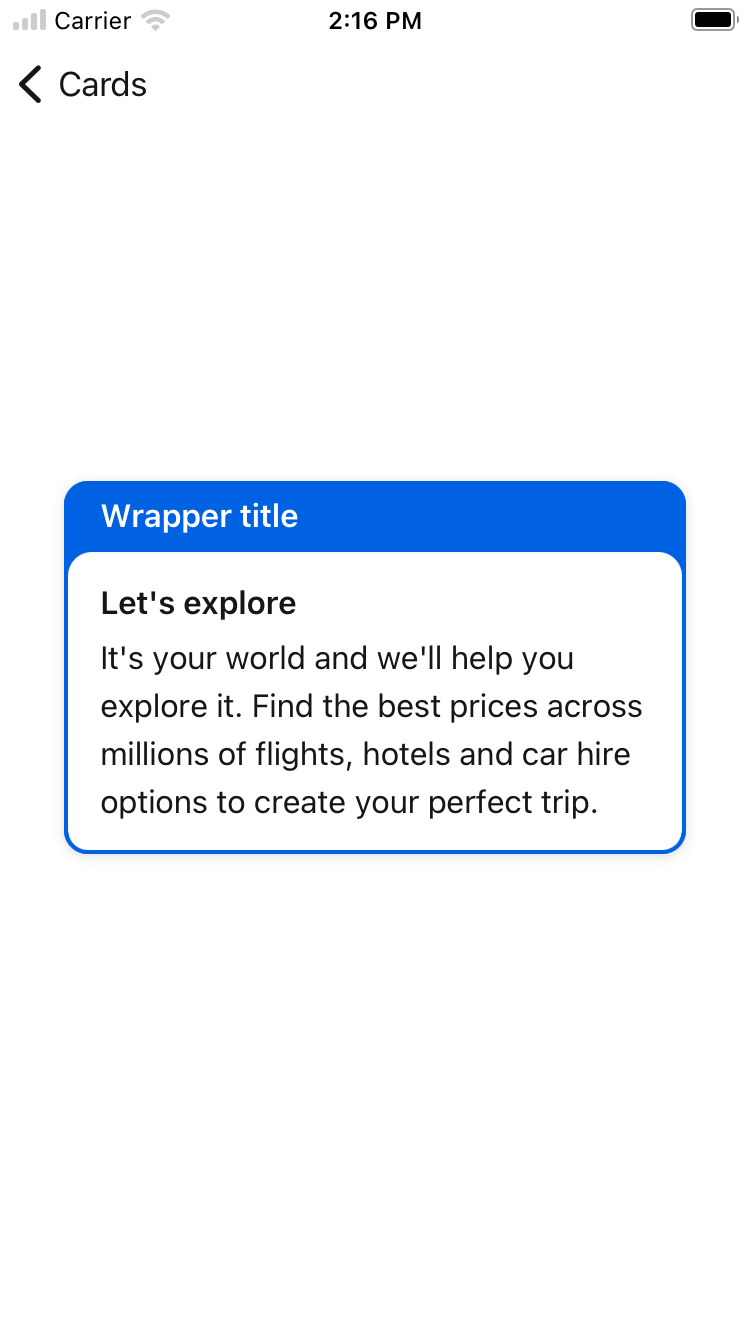 Carrier 2:16 PM
Cards
Wrapper title
Let's explore
It's your world and we'll help you
explore it. Find the best prices across
millions of flights, hotels and car hire
options to create your perfect trip.